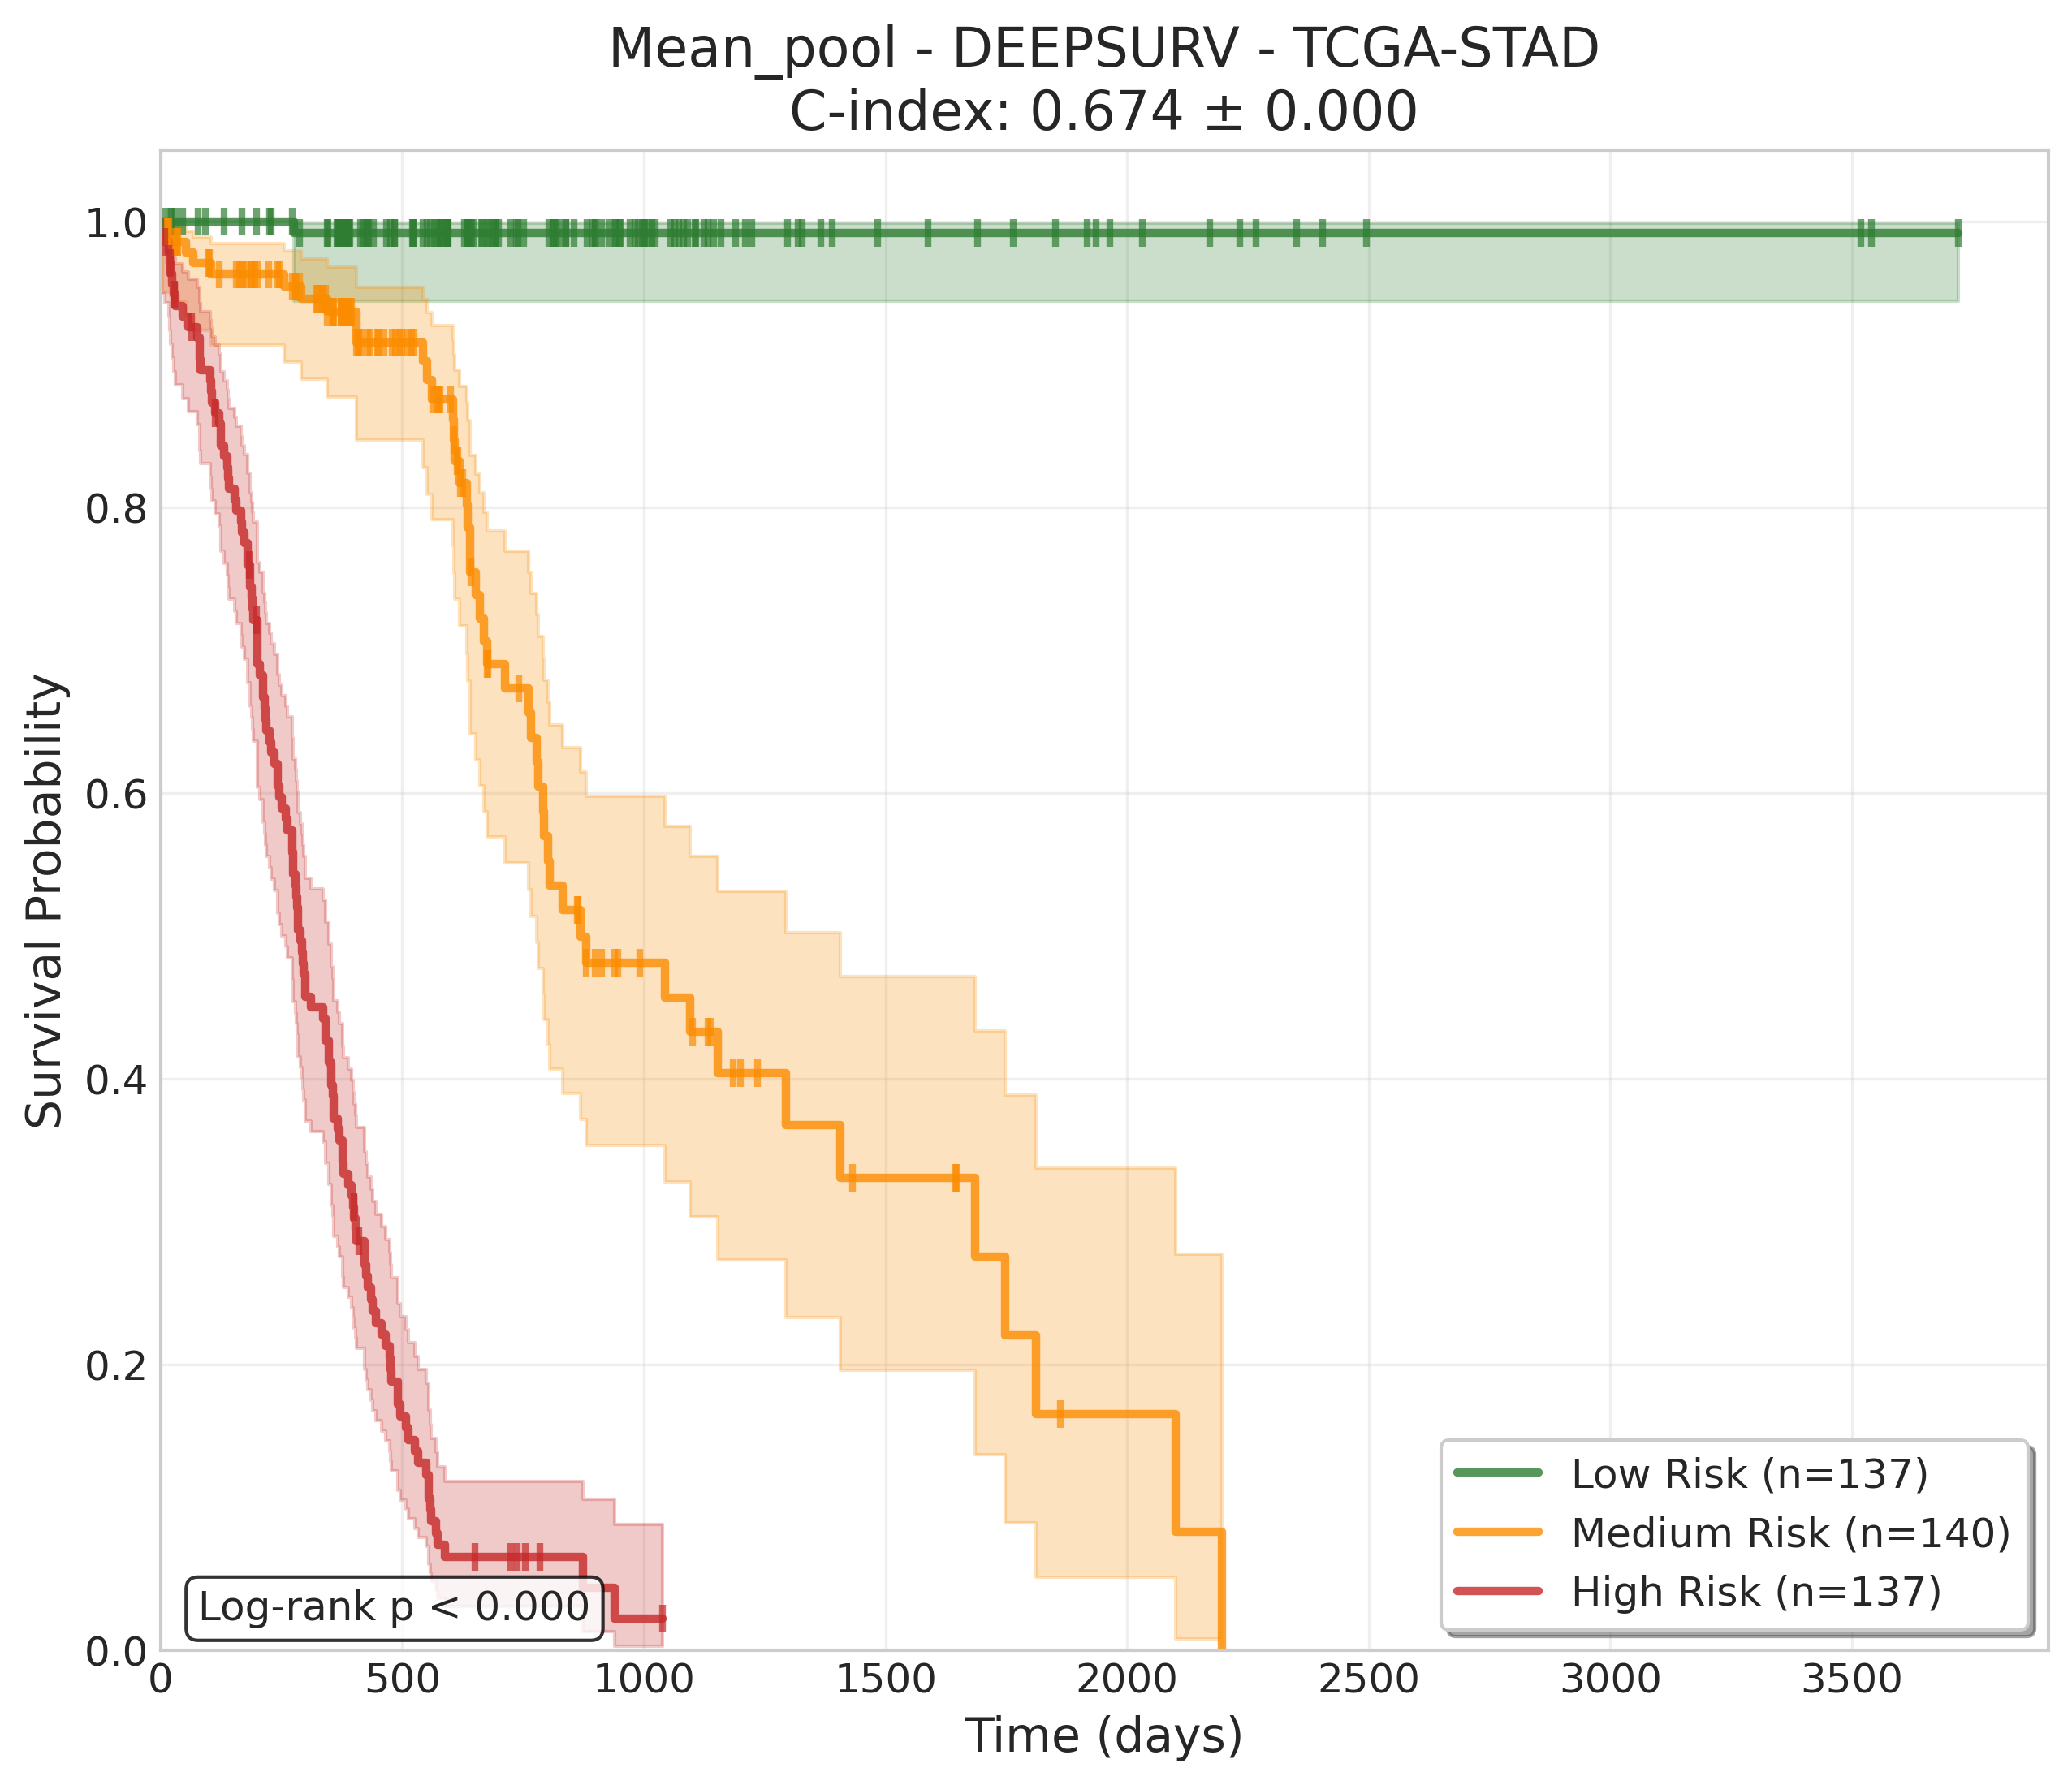 Mean_pool - DEEPSURV - TCGA-STAD
C-index: 0.674 ± 0.000
Survival Probability
1.0
0.8
0.6
0.4
0.2
0.0
Log-rank p < 0.000
Low Risk (n=137)
Medium Risk (n=140)
High Risk (n=137)
0 500 1000 1500 2000 2500 3000 3500
Time (days)